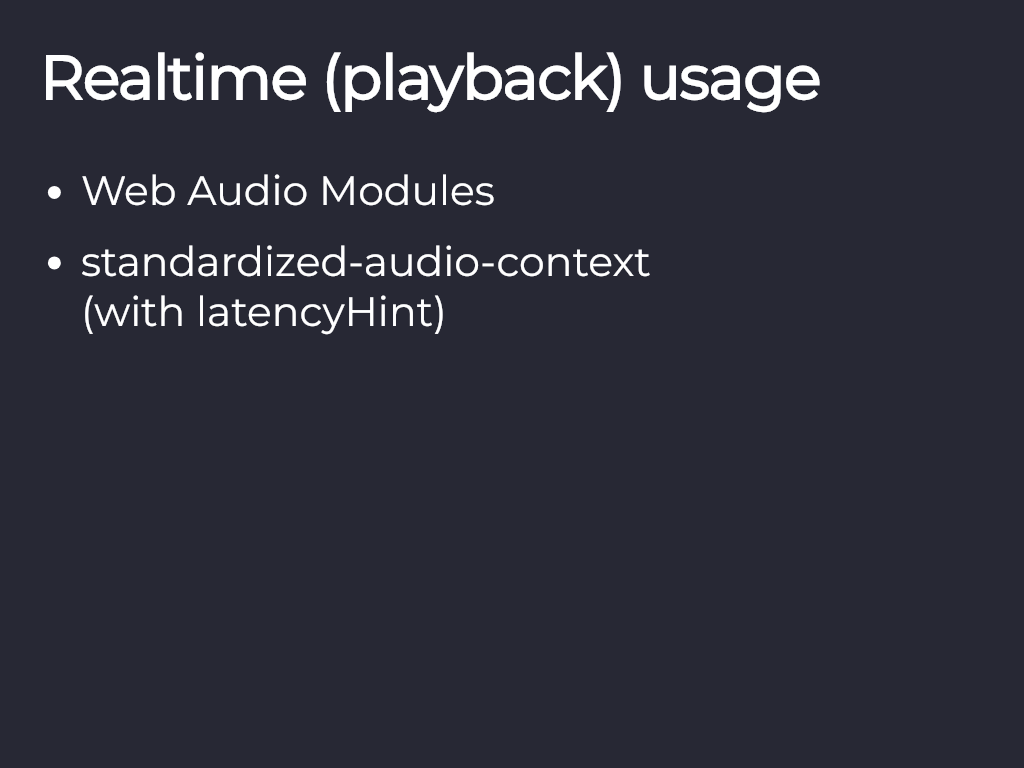 Realtime (playback) usage
• Web Audio Modules
• standardized-audio-context
(with latencyHint)